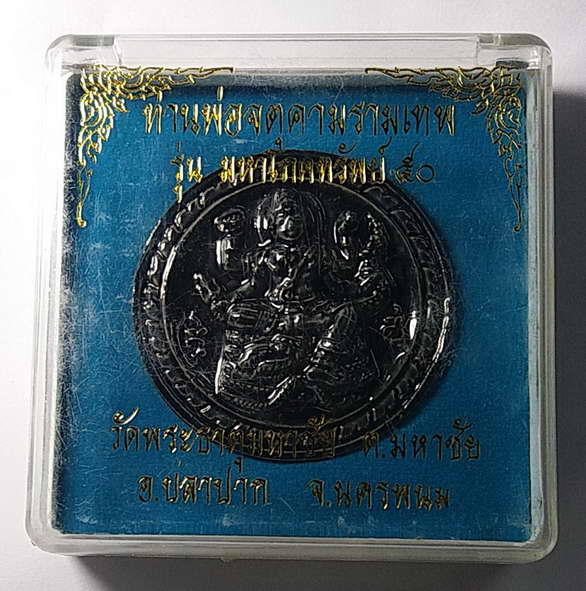 ท่านพ่อจตุคามรามเทพ
รุ่น มหาโภคทรัพย์ ๕๐
วัดพระธาตุมหาชัย ต.มหาชัย
อ.ปลาปาก จ.นครพนม